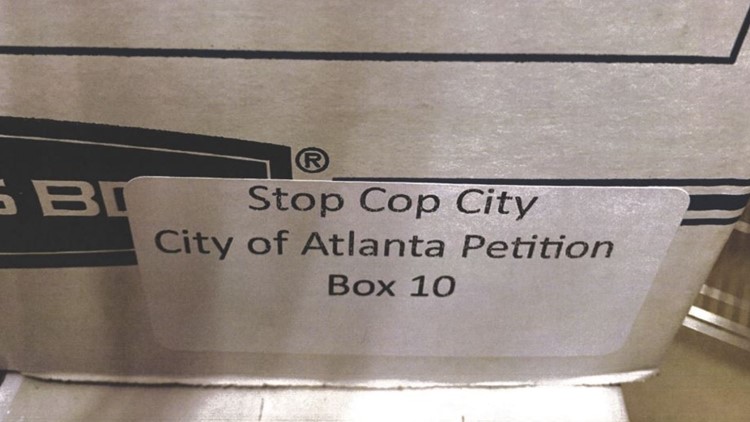 ®
Stop Cop City
City of Atlanta Petition
Box 10